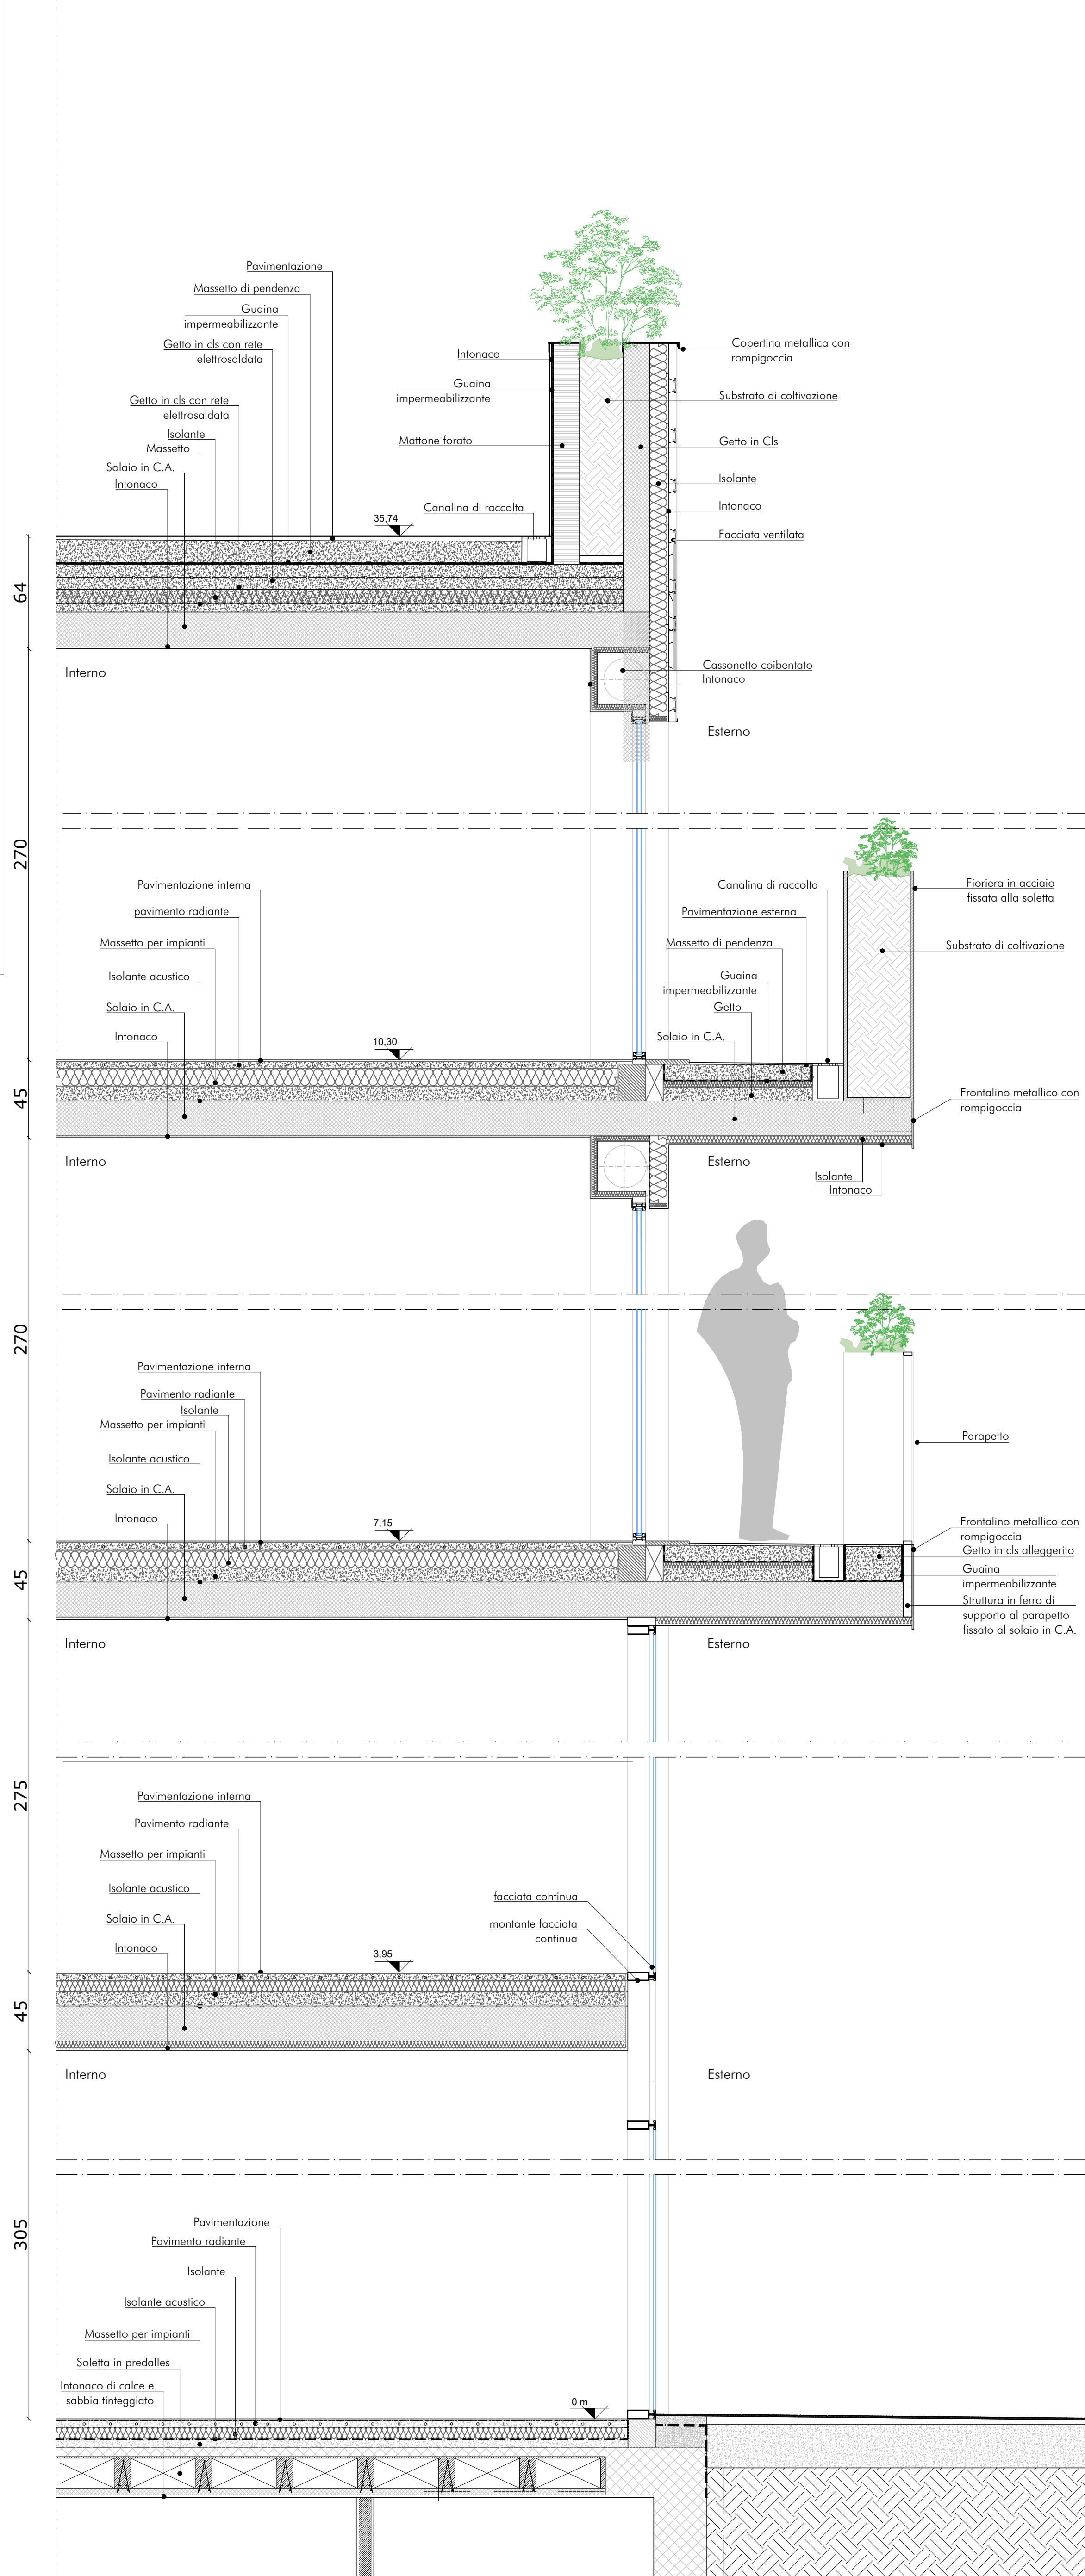 Pavimentazione
Massetto di pendenza
Guaina
impermeabilizzante
Getto in cls con rete
elettrosaldata
Getto in cls con rete
elettrosaldata
Isolante
Massetto
Solaio in C.A.
Intonaco
Intonaco
Guaina
impermeabilizzante
Mattone forato
Canalina di raccolta
35,74
Copertina metallica con
rompigoccia
Substrato di coltivazione
Getto in Cls
Isolante
Intonaco
Facciata ventilata
64
Interno
Cassonetto coibentato
Intonaco
Esterno
270
Pavimentazione interna
pavimento radiante
Massetto per impianti
Isolante acustico
Solaio in C.A.
Intonaco
10,30
Canalina di raccolta
Pavimentazione esterna
Massetto di pendenza
Guaina
impermeabilizzante
Getto
Solaio in C.A.
Fioriera in acciaio
fissata alla soletta
Substrato di coltivazione
Frontalino metallico con
rompigoccia
45
Interno
Esterno
Isolante
Intonaco
270
Pavimentazione interna
Pavimento radiante
Isolante
Massetto per impianti
Isolante acustico
Solaio in C.A.
Intonaco
7,15
Parapetto
Frontalino metallico con
rompigoccia
Getto in cls alleggerito
Guaina
impermeabilizzante
Struttura in ferro di
supporto al parapetto
fissato al solaio in C.A.
45
Interno
Esterno
275
Pavimentazione interna
Pavimento radiante
Massetto per impianti
Isolante acustico
Solaio in C.A.
Intonaco
3,95
facciata continua
montante facciata
continua
45
Interno
Esterno
305
Pavimentazione
Pavimento radiante
Isolante
Isolante acustico
Massetto per impianti
Soletta in predalles
Intonaco di calce e
sabbia tinteggiato
0 m